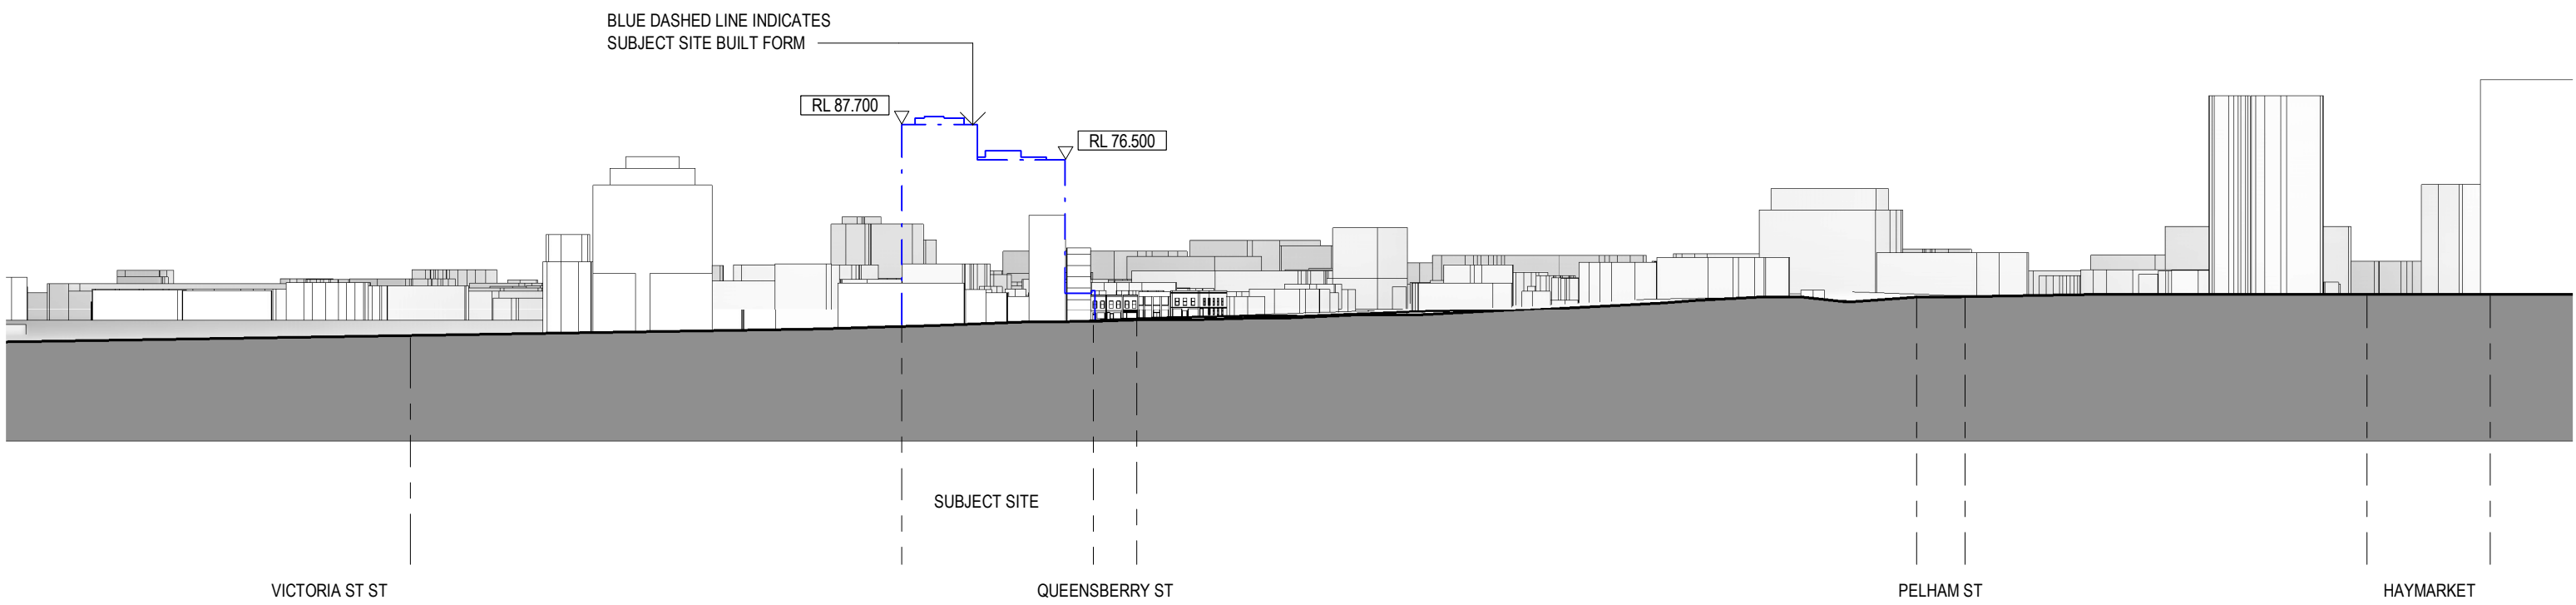 BLUE DASHED LINE INDICATES
SUBJECT SITE BUILT FORM
RL 87.700
RL 76.500
SUBJECT SITE
VICTORIA ST ST
QUEENSBERRY ST
PELHAM ST
HAYMARKET